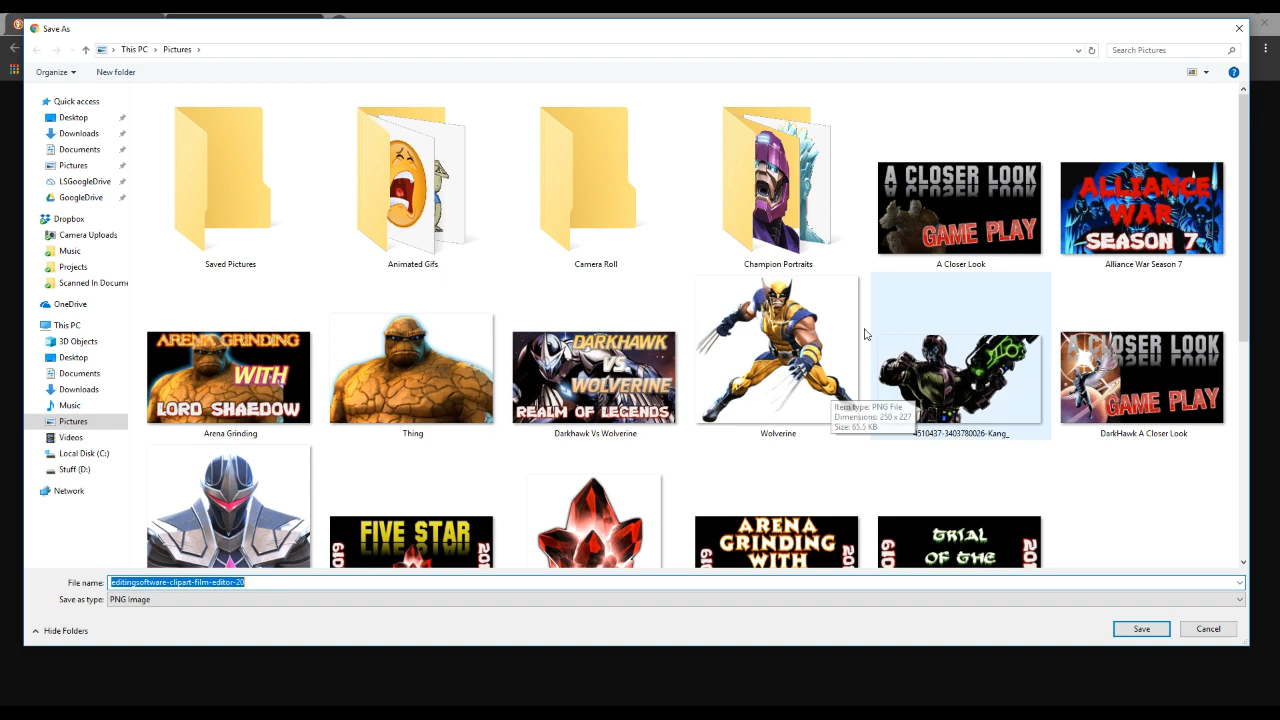 Save As
This PC
Pictures
Search Pictures
Organize
New folder
Quick access
Desktop
Downloads
Documents
Pictures
LSGoogleDrive
GoogleDrive
Dropbox
Camera Uploads
Music
Projects
Scanned In Docume
OneDrive
This PC
3D Objects
Desktop
Documents
Downloads
Music
Pictures
Videos
Local Disk (C:)
Stuff (D:)
Network
Saved Pictures
Animated Gifs
Camera Roll
Champion Portraits
A CLOSER LOOK
GAME PLAY
A Closer Look
ALLIANCE
WAR
SEASON 7
Alliance War Season 7
ARENA GRINDING
WITH
LORD SHAEDOW
Arena Grinding
Thing
DARKHAWK
VS.
WOLVERINE
REALM OF LEGENDS
Darkhawk Vs Wolverine
Wolverine
Item type: PNG File
Dimensions: 250 x 227
Size: 65.5 KB
4510437-3403780026-Kang_
A CLOSER LOOK
GAME PLAY
DarkHawk A Closer Look
FIVE STAR
ARENA
GRINDING
WITH
TRIAL
OF THE
File name:
editingsoftware-clipart-film-editor-20
Save as type:
PNG Image
Hide Folders
Save
Cancel